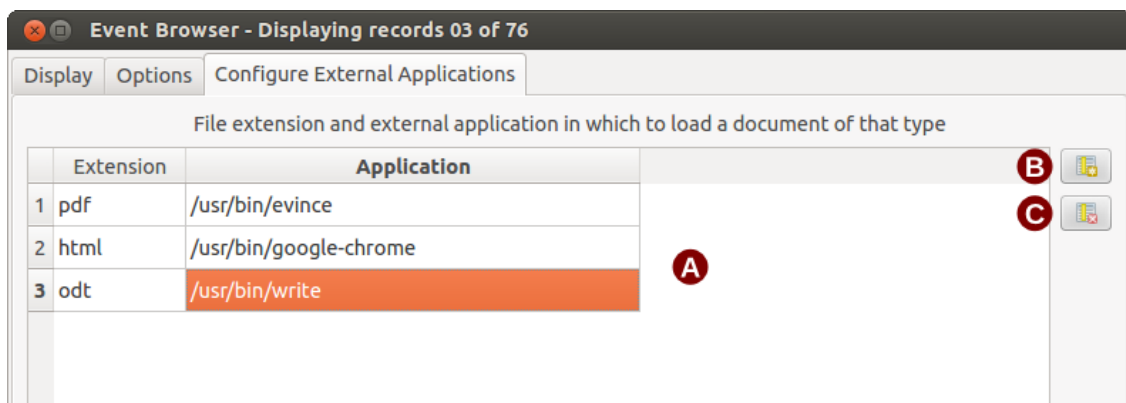 Event Browser - Displaying records 03 of 76
Display Options Configure External Applications
File extension and external application in which to load a document of that type
Extension Application B
1 pdf /usr/bin/evince C
2 html /usr/bin/google-chrome A
3 odt /usr/bin/write